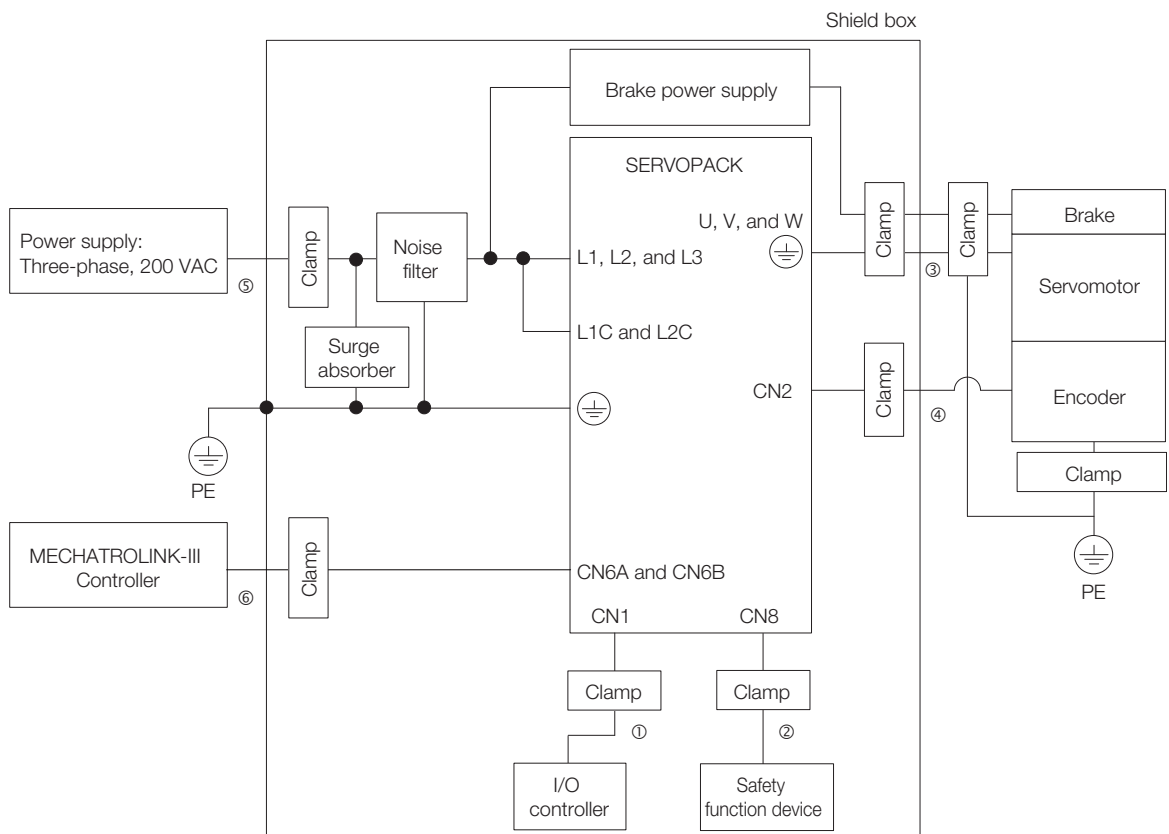 Shield box
Brake power supply
SERVOPACK
U, V, and W
Clamp
Clamp
Brake
Power supply:
Three-phase, 200 VAC
Clamp
Noise
filter
L1, L2, and L3
⑤
③
Servomotor
Surge
absorber
L1C and L2C
CN2
Clamp
④
Encoder
PE
Clamp
MECHATROLINK-III
Controller
⑥
Clamp
CN6A and CN6B
PE
CN1
CN8
Clamp
Clamp
①
②
I/O
controller
Safety
function device